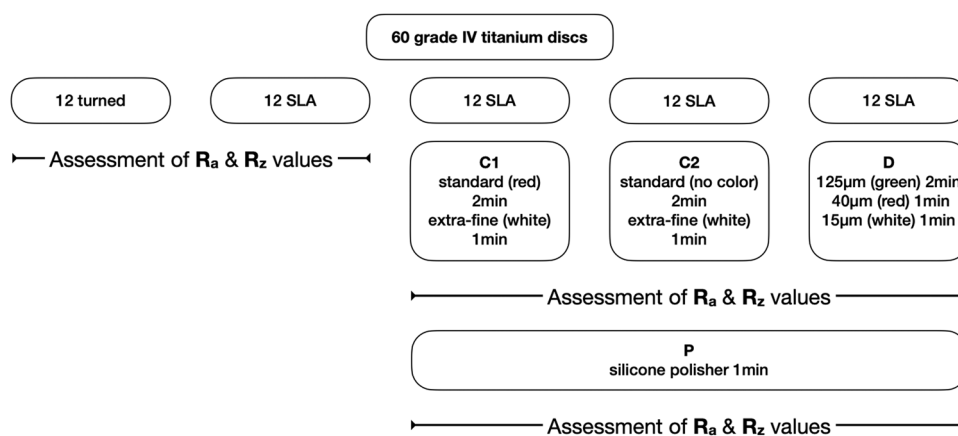 60 grade IV titanium discs
12 turned
12 SLA
12 SLA
12 SLA
12 SLA
Assessment of Ra & Rz values
C1
standard (red)
2min
extra-fine (white)
1min
C2
standard (no color)
2min
extra-fine (white)
1min
D
125µm (green) 2min
40µm (red) 1min
15µm (white) 1min
Assessment of Ra & Rz values
P
silicone polisher 1min
Assessment of Ra & Rz values